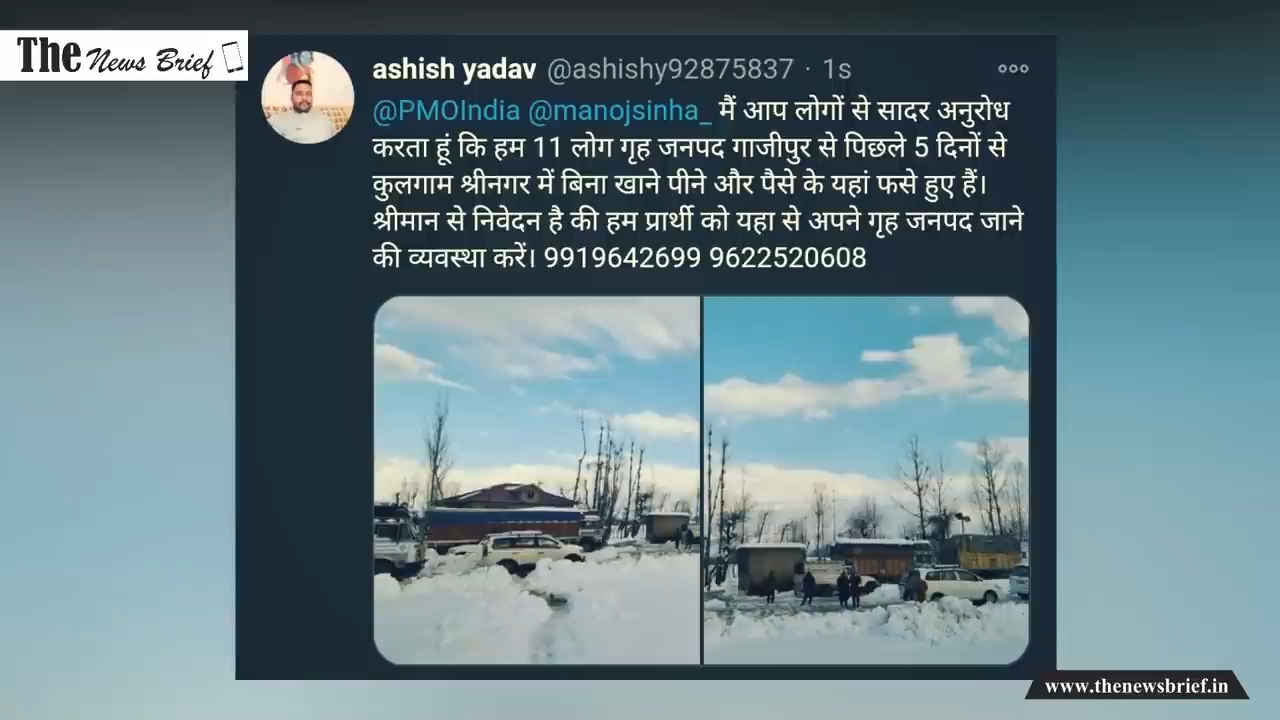 The News Brief
ashish yadav @ashishy92875837 · 1s
@PMOIndia @manojsinha_ मैं आप लोगों से सादर अनुरोध
करता हूं कि हम 11 लोग गृह जनपद गाजीपुर से पिछले 5 दिनों से
कुलगाम श्रीनगर में बिना खाने पीने और पैसे के यहां फसे हुए हैं।
श्रीमान से निवेदन है की हम प्रार्थी को यहा से अपने गृह जनपद जाने
की व्यवस्था करें। 9919642699 9622520608
www.thenewsbrief.in